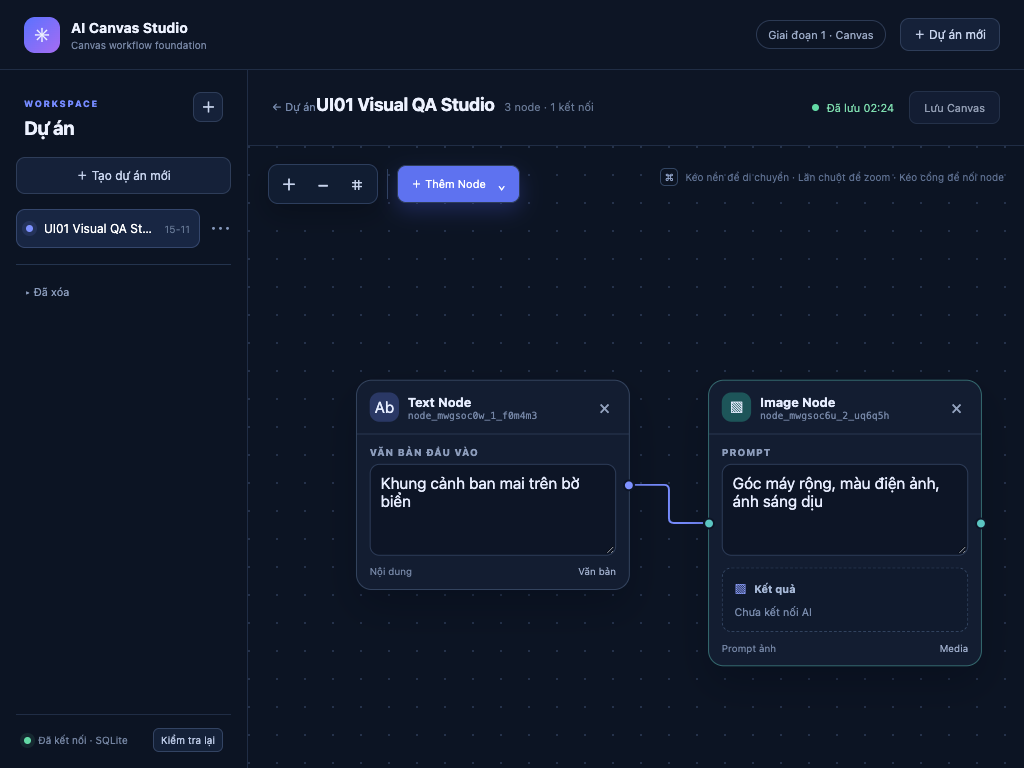 AI Canvas Studio
Canvas workflow foundation
Giai đoạn 1 · Canvas
+ Dự án mới
WORKSPACE
Dự án
+
+ Tạo dự án mới
UI01 Visual QA St... 15-11
Đã xóa
Đã kết nối · SQLite
Kiểm tra lại
← Dự án
UI01 Visual QA Studio
3 node · 1 kết nối
Đã lưu 02:24
Lưu Canvas
+ − #
+ Thêm Node
⌘ Kéo nền để di chuyển · Lăn chuột để zoom · Kéo cổng để nối node
Ab
Text Node
node_mwgsoc0w_1_f0m4m3
VĂN BẢN ĐẦU VÀO
Khung cảnh ban mai trên bờ
biển
Nội dung
Văn bản
Image Node
node_mwgsoc6u_2_uq6q5h
PROMPT
Góc máy rộng, màu điện ảnh,
ánh sáng dịu
Kết quả
Chưa kết nối AI
Prompt ảnh
Media